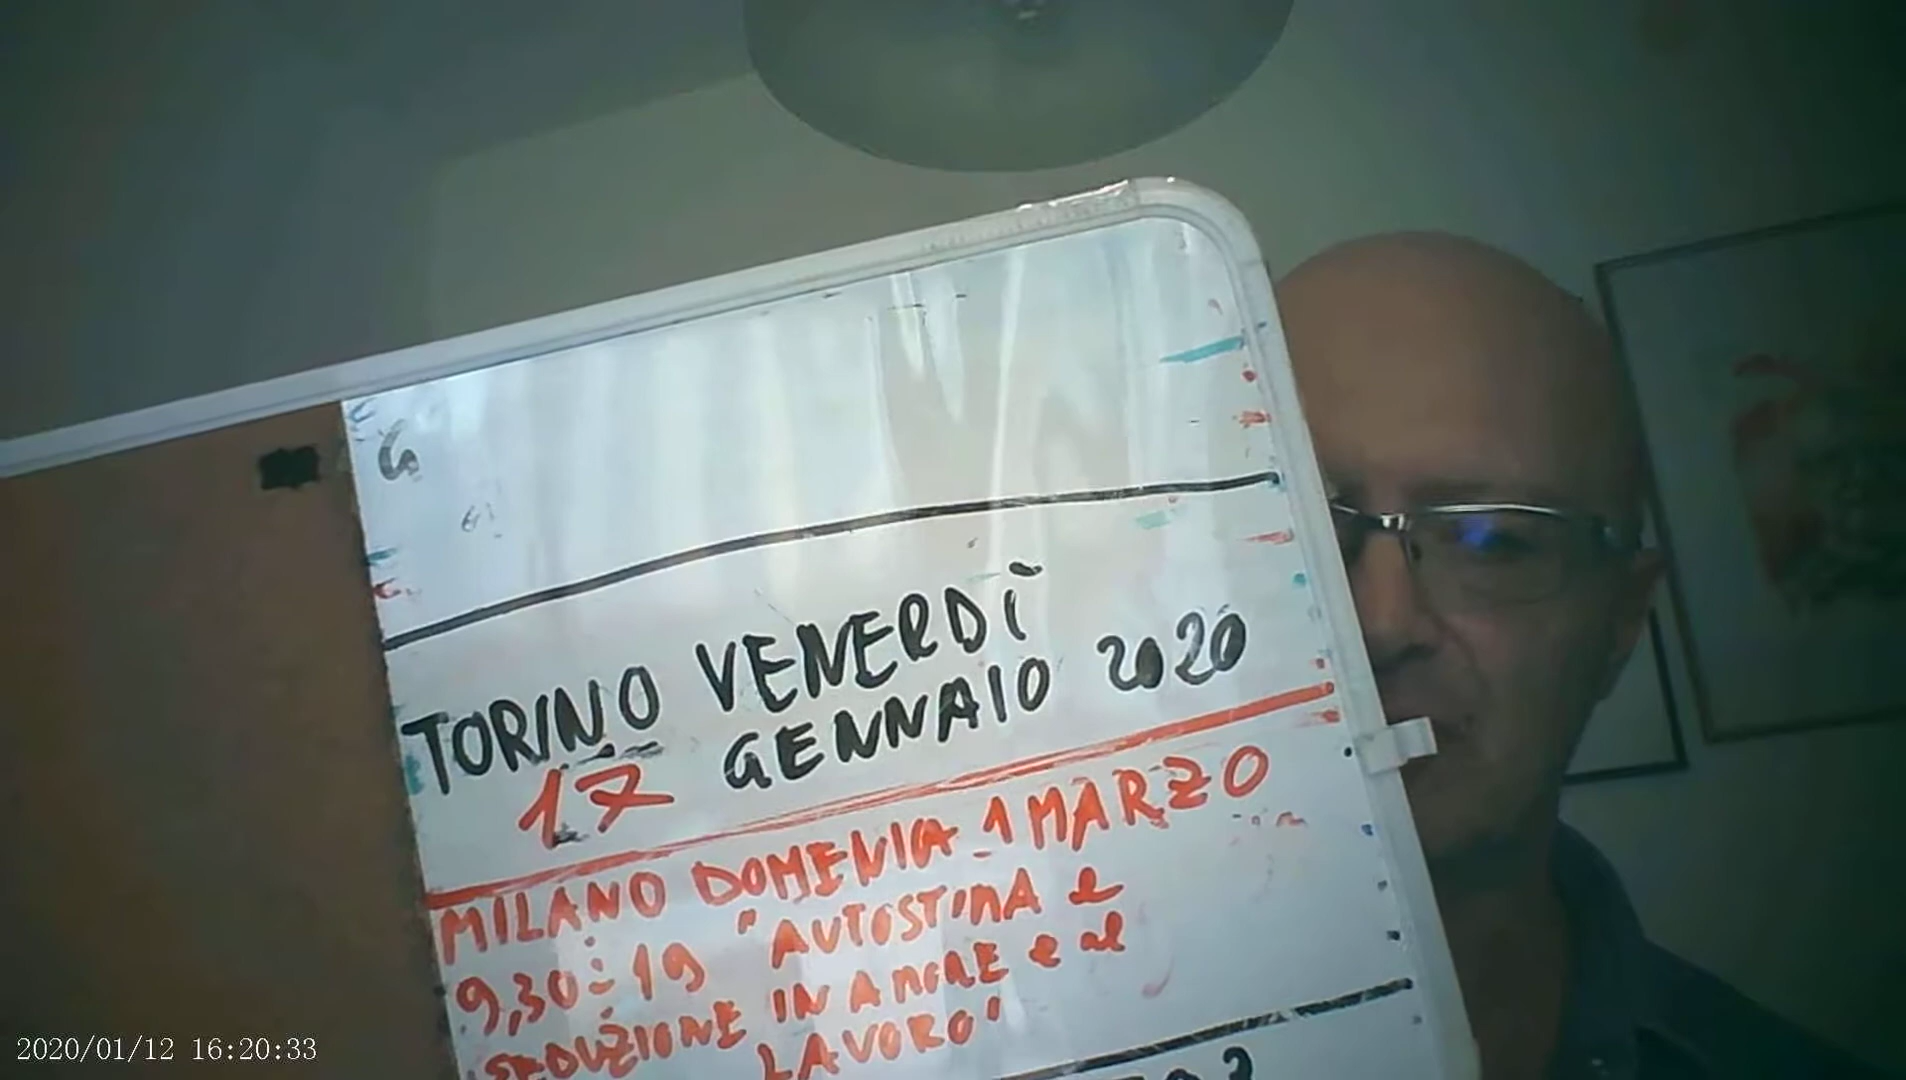 TORINO VENERDÌ
17 GENNAIO 2020
MILANO DOMENICA 1 MARZO
9,30÷19 "AUTOSTIMA e
SEDUZIONE IN AMORE e al
LAVORO"
2020/01/12 16:20:33